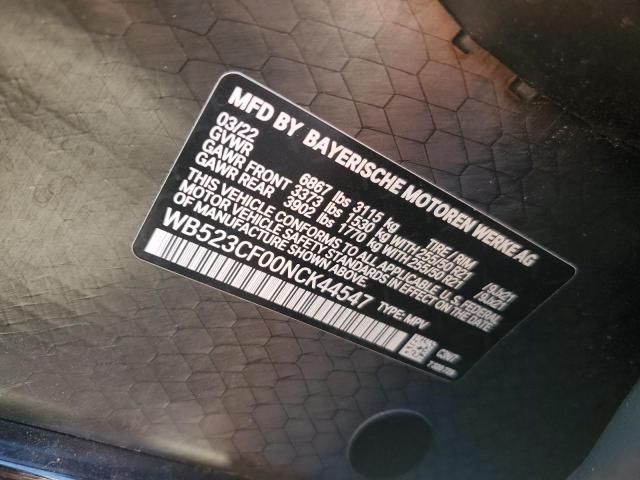 MFD BY BAYERISCHE MOTOREN WERKE AG
03/22
GVWR 6867 lbs 3115 kg TIRE/RIM
GAWR FRONT 3373 lbs 1530 kg WITH
GAWR REAR 3902 lbs 1770 kg WITH
THIS VEHICLE CONFORMS TO ALL APPLICABLE U.S. FEDERAL
MOTOR VEHICLE SAFETY STANDARDS IN EFFECT ON THE DATE
OF MANUFACTURE SHOWN ABOVE.
WB523CF00NCK44547 TYPE: MPV